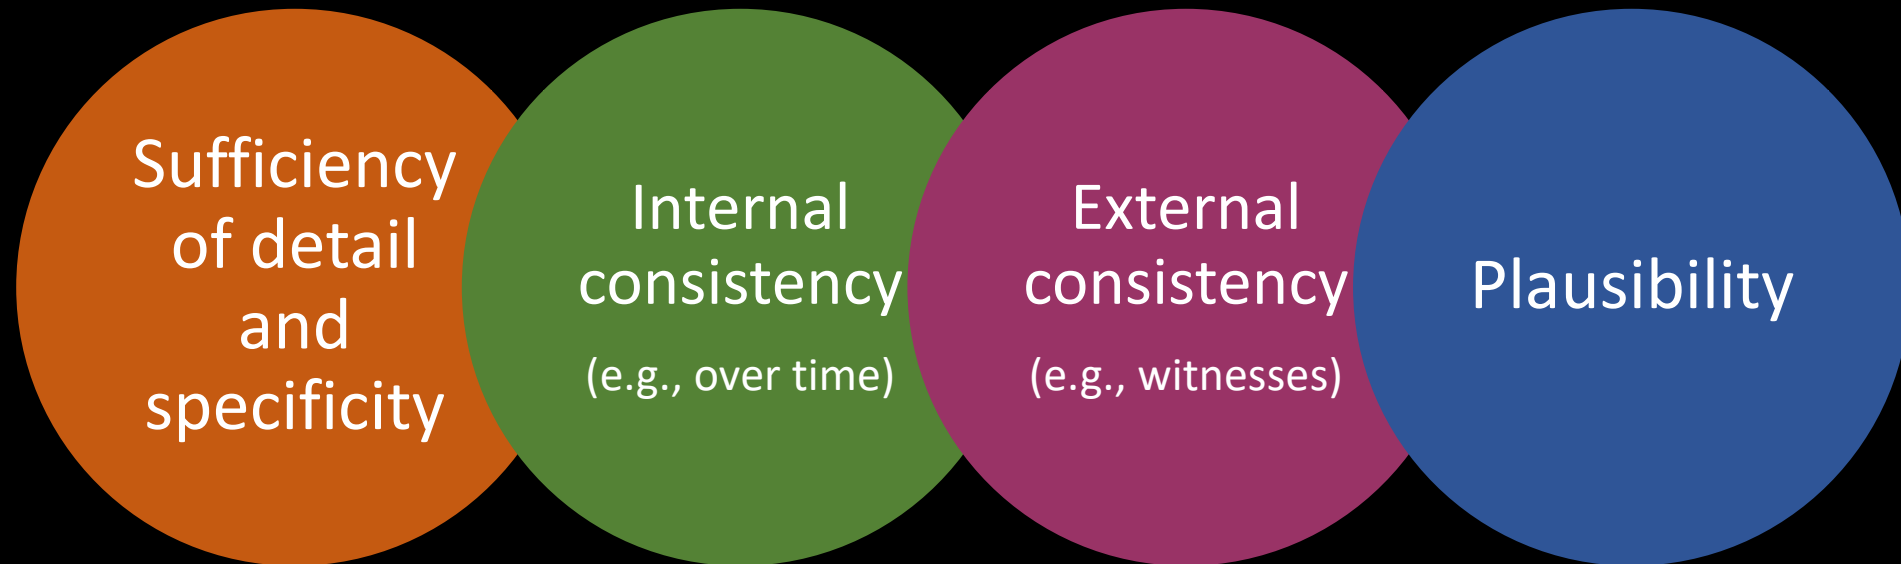 Sufficiency
of detail
and
specificity
Internal
consistency
(e.g., over time)
External
consistency
(e.g., witnesses)
Plausibility